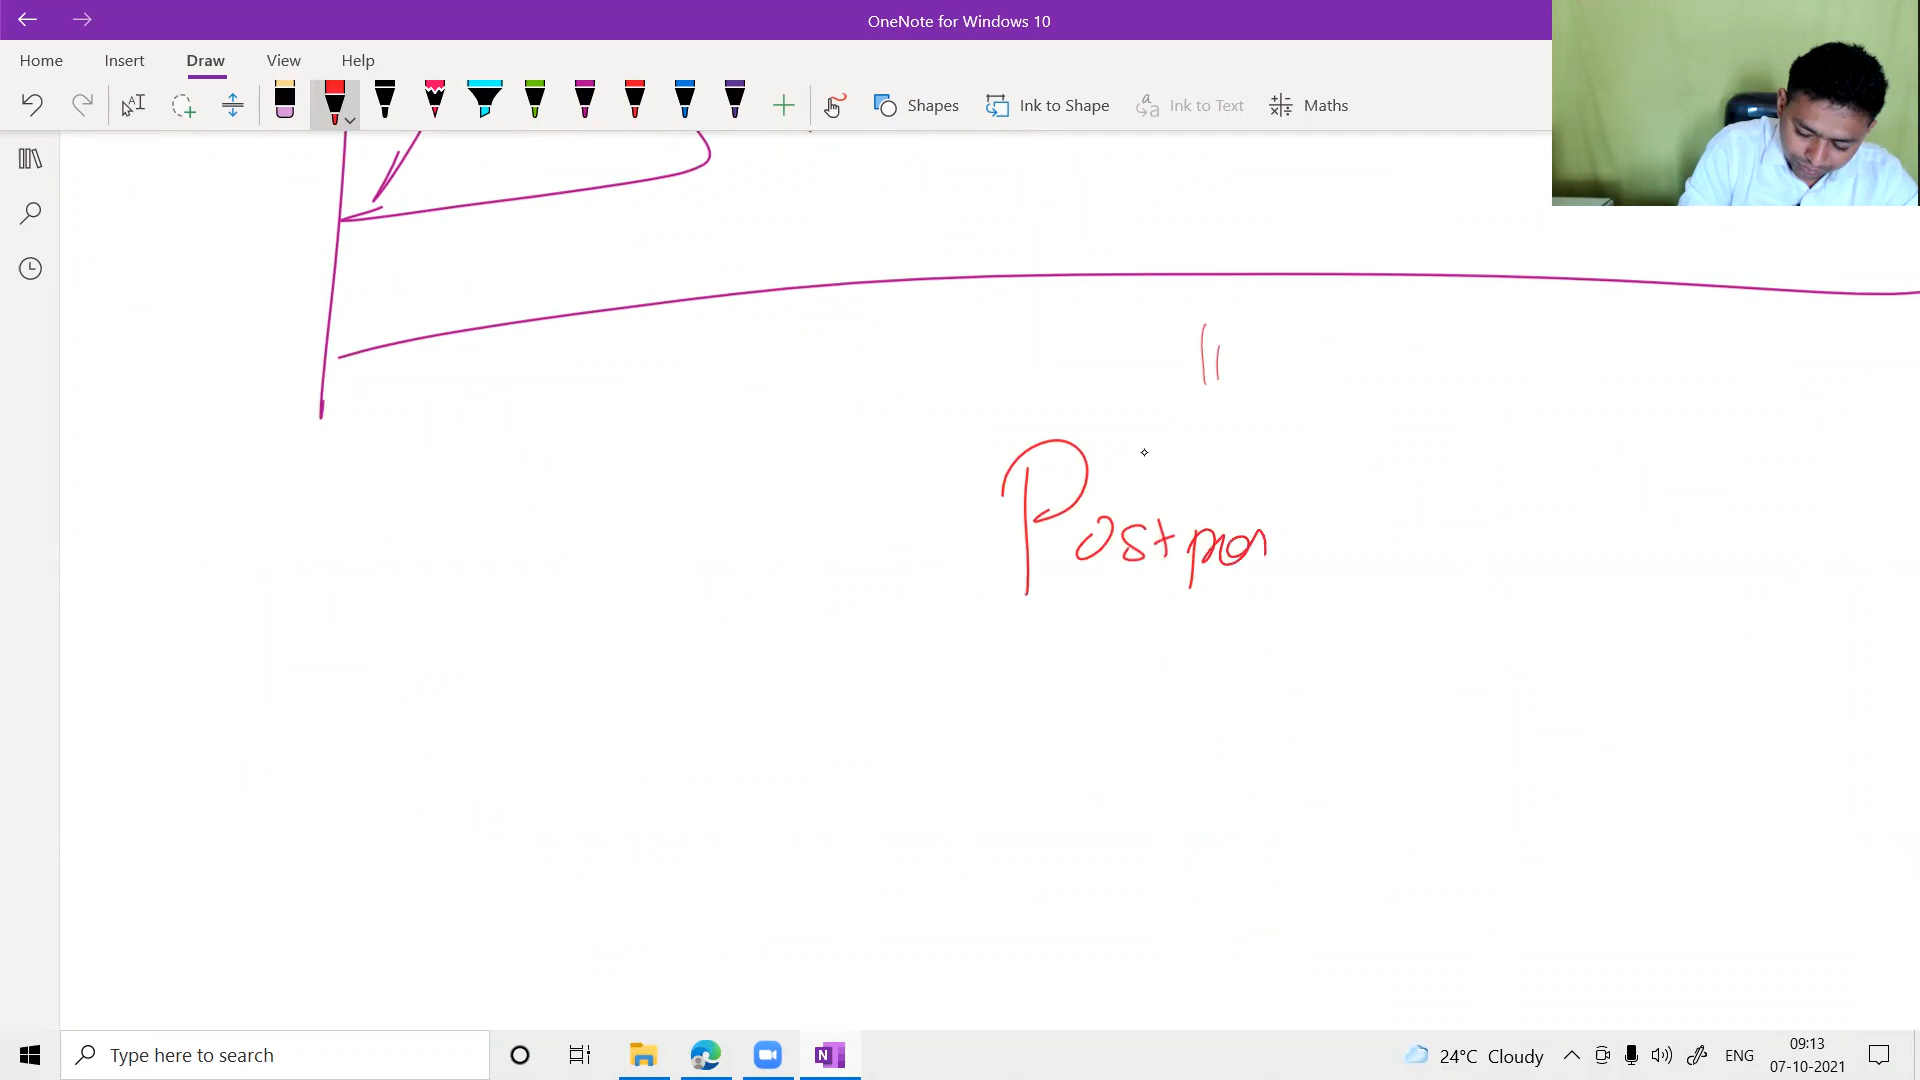 OneNote for Windows 10
Home Insert Draw View Help
Shapes Ink to Shape Ink to Text Maths
Postpon
Type here to search
24°C Cloudy ENG 09:13
07-10-2021